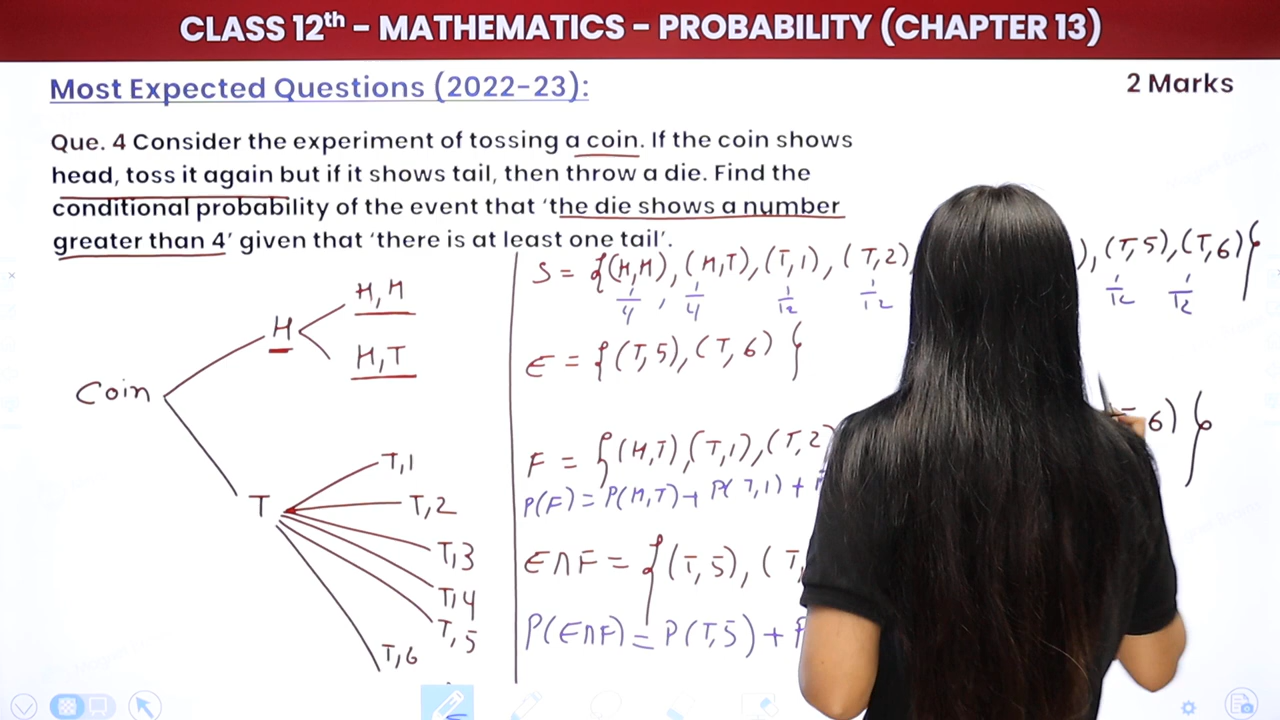 CLASS 12th - MATHEMATICS - PROBABILITY (CHAPTER 13)
Most Expected Questions (2022-23):
2 Marks
Que. 4 Consider the experiment of tossing a coin. If the coin shows
head, toss it again but if it shows tail, then throw a die. Find the
conditional probability of the event that ‘the die shows a number
greater than 4’ given that ‘there is at least one tail’.
Coin
H
H, H
H, T
T
T, 1
T, 2
T, 3
T, 4
T, 5
T, 6
S = {(H,H), (H,T), (T,1), (T,2) ), (T,5), (T,6)}
1/4, 1/4 1/12 1/12 1/12 1/12
E = {(T,5), (T,6)}
F = {(H,T), (T,1), (T,2) 6)}
P(F) = P(H,T) + P(T,1) +
E∩F = {(T,5), (T,
P(E∩F) = P(T,5) +